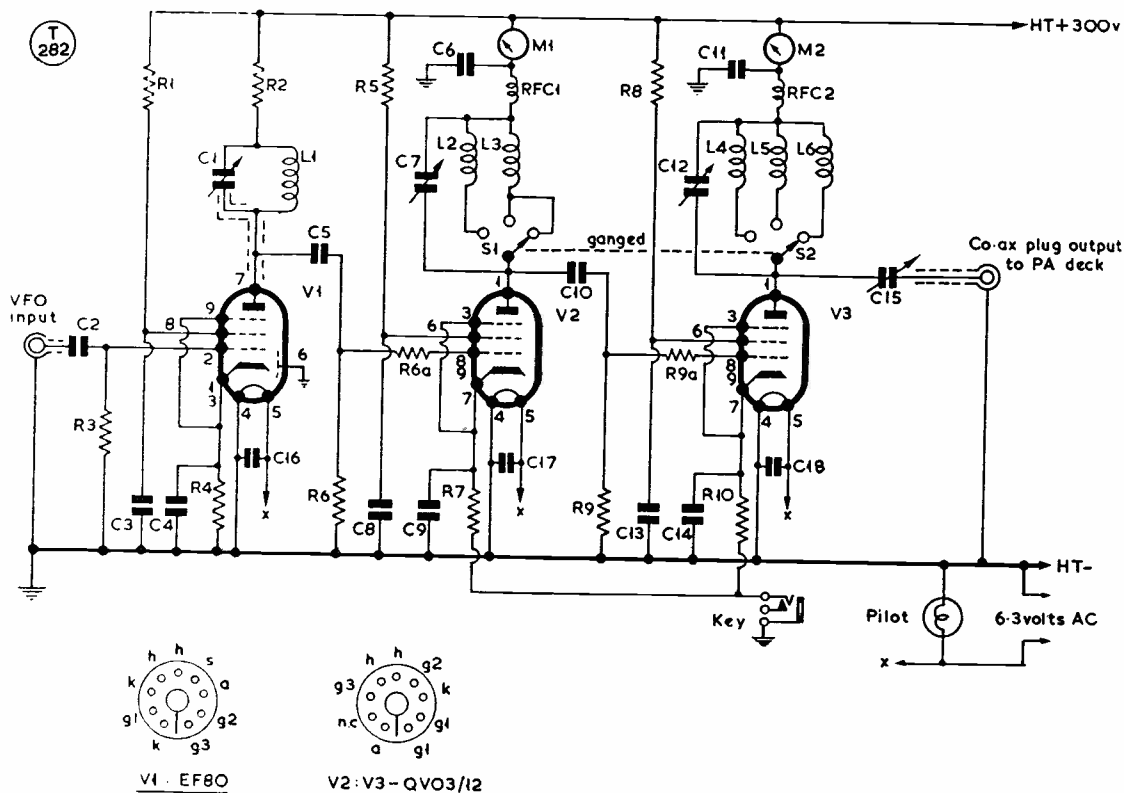 T
282
HT+300v
M1
C6
M2
C11
R1
R2
R5
RFC1
R8
RFC2
C1
L1
C7
L2
L3
C12
L4
L5
L6
S1
ganged
S2
C5
Co-ax plug output
to PA deck
7
1
C10
1
C15
VFO
input
C2
V1
V2
V3
9
8
2
3
4
5
6
3
6
8
9
7
4
5
3
6
8
9
7
4
5
R6a
R9a
R3
C16
C17
C18
C3
C4
R4
x
R6
C8
C9
R7
x
R9
C13
C14
R10
x
HT-
Key
Pilot
6·3volts AC
x
h h s
k a
g1 g2
k g3
V1 . EF80
h h g2
g3 k
n.c g1
a g1
V2:V3-QVO3/12